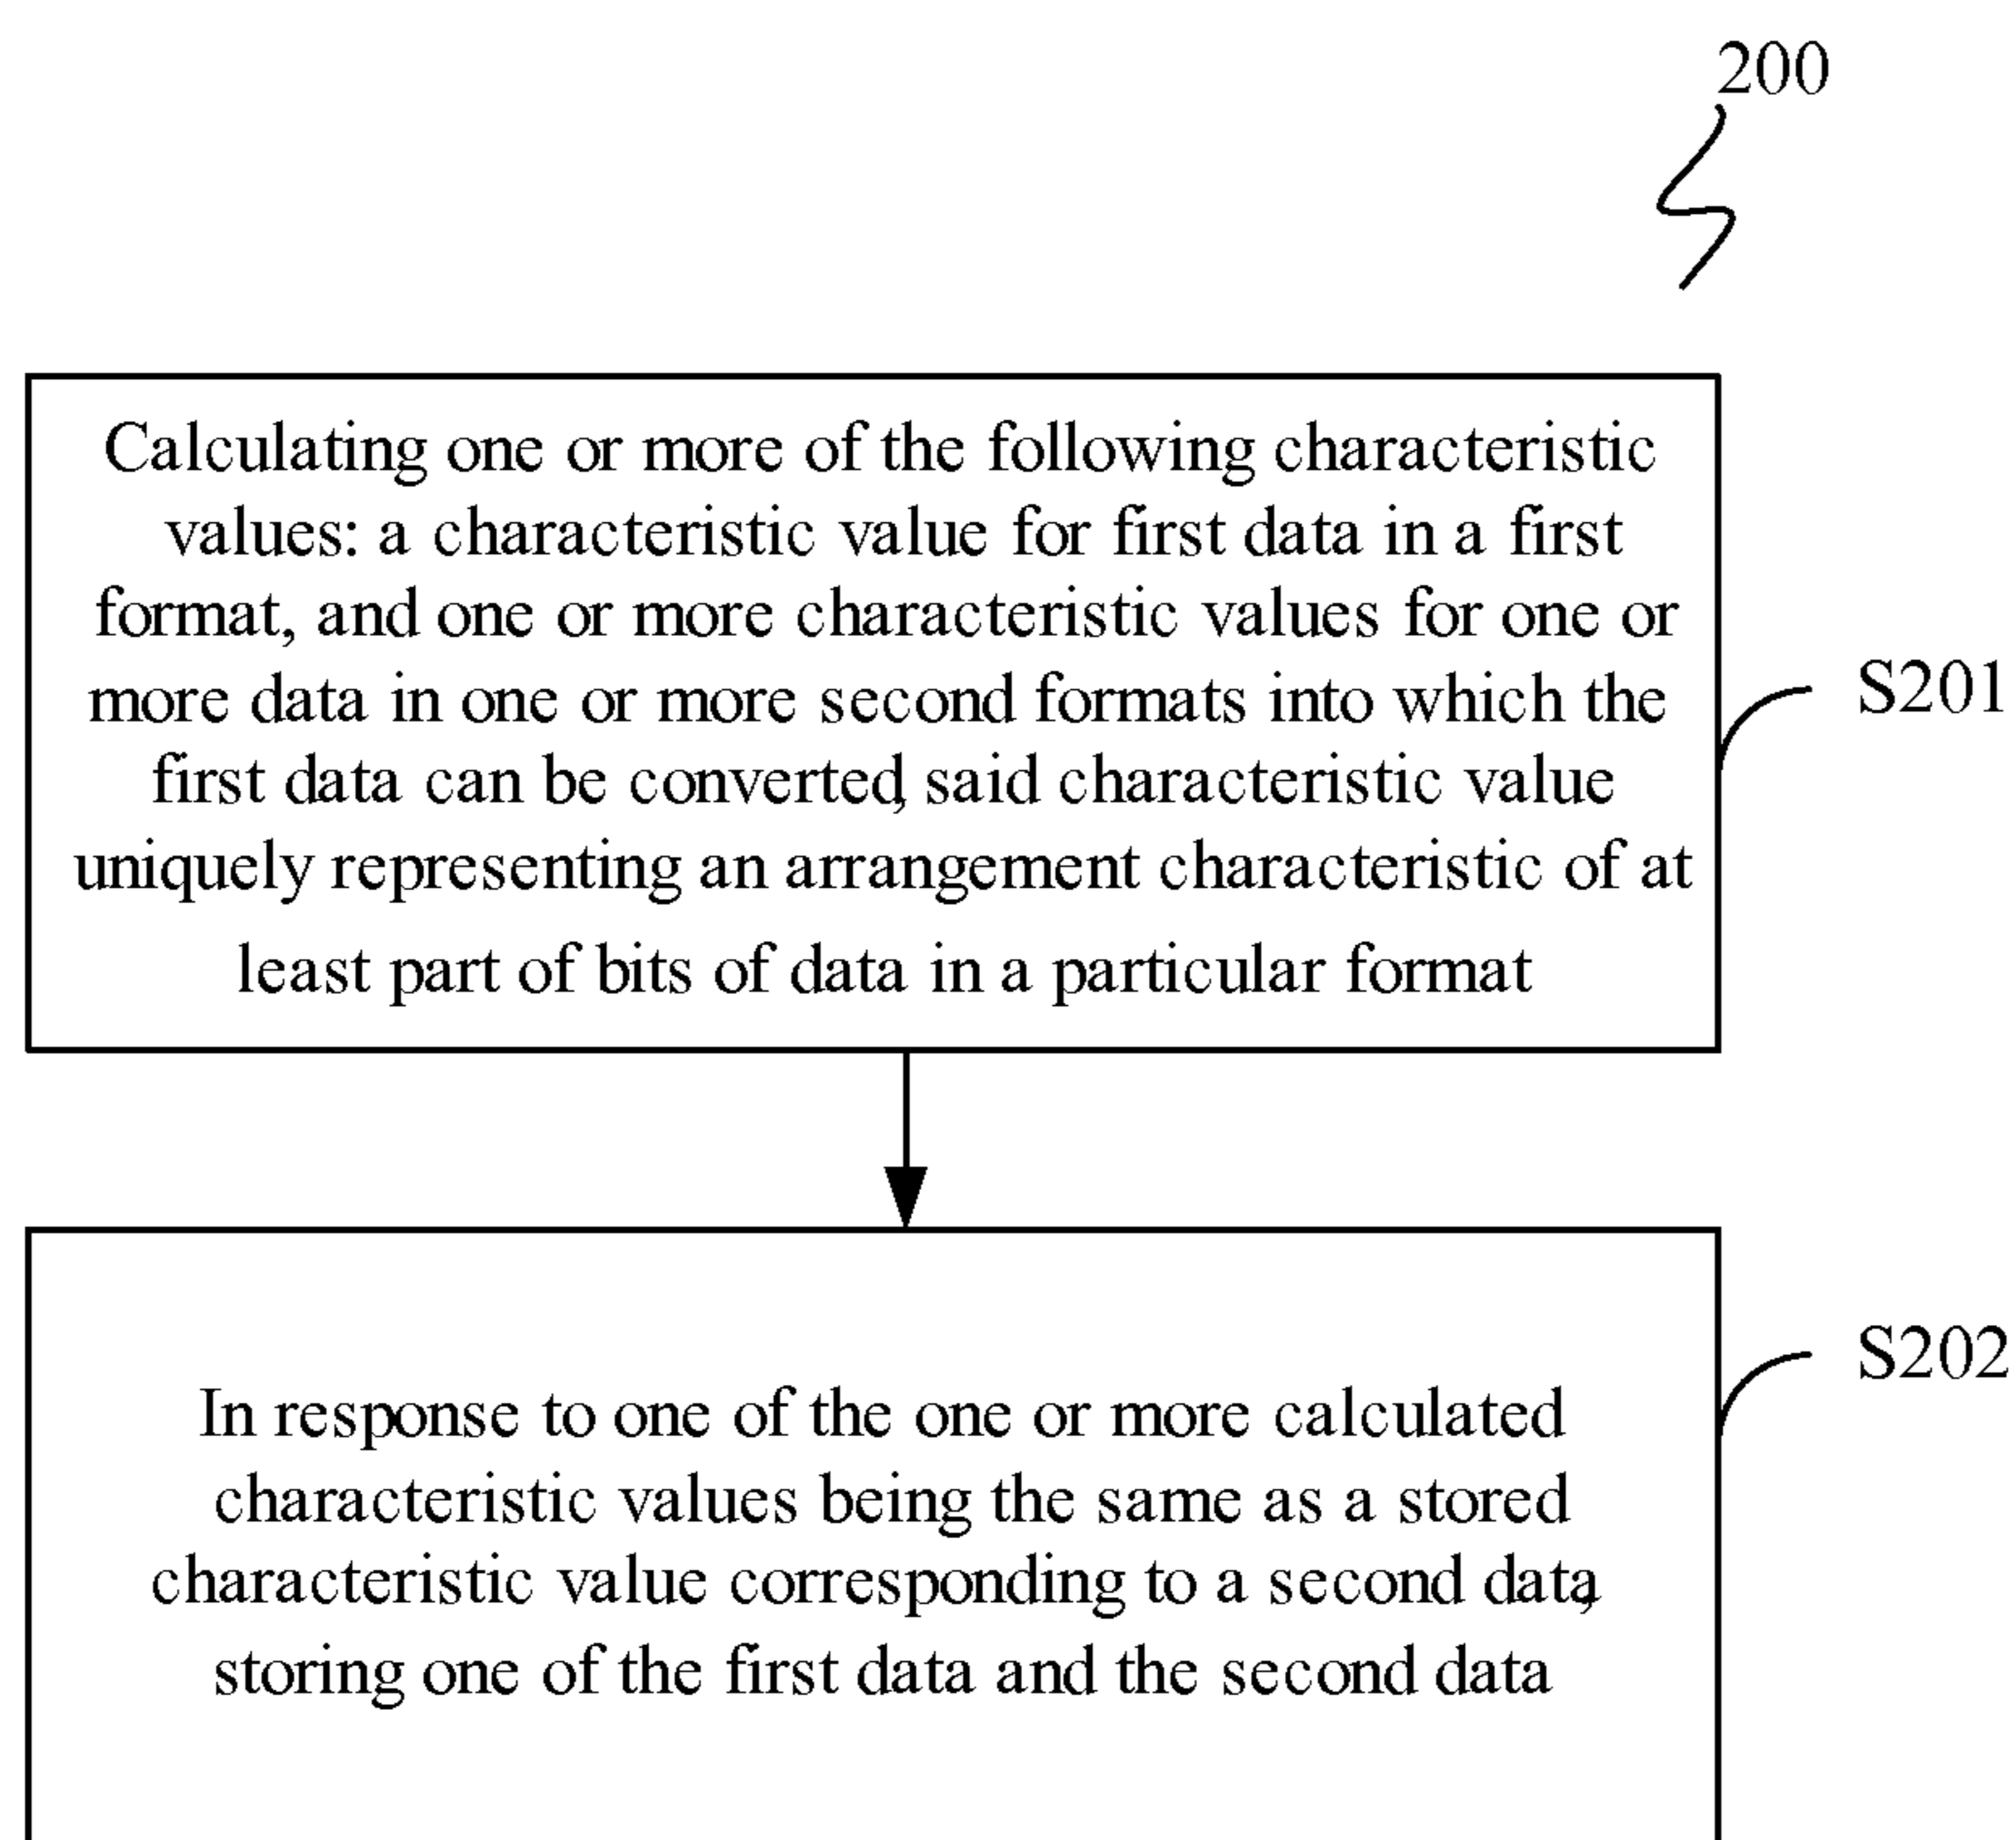 200
Calculating one or more of the following characteristic
values: a characteristic value for first data in a first
format, and one or more characteristic values for one or
more data in one or more second formats into which the
first data can be converted, said characteristic value
uniquely representing an arrangement characteristic of at
least part of bits of data in a particular format
S201
In response to one of the one or more calculated
characteristic values being the same as a stored
characteristic value corresponding to a second data,
storing one of the first data and the second data
S202